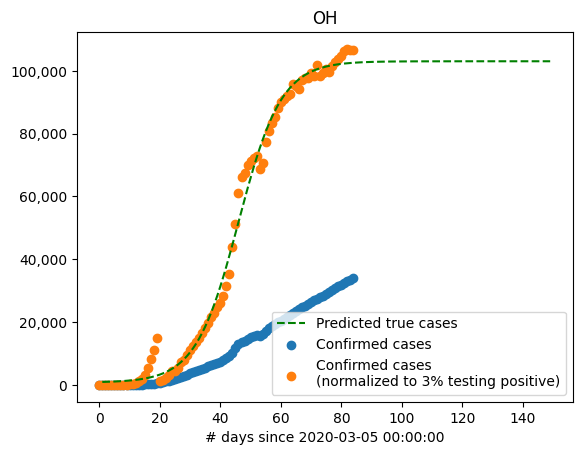 OH
100,000
80,000
60,000
40,000
20,000
0
0 20 40 60 80 100 120 140
# days since 2020-03-05 00:00:00
Predicted true cases
Confirmed cases
Confirmed cases
(normalized to 3% testing positive)